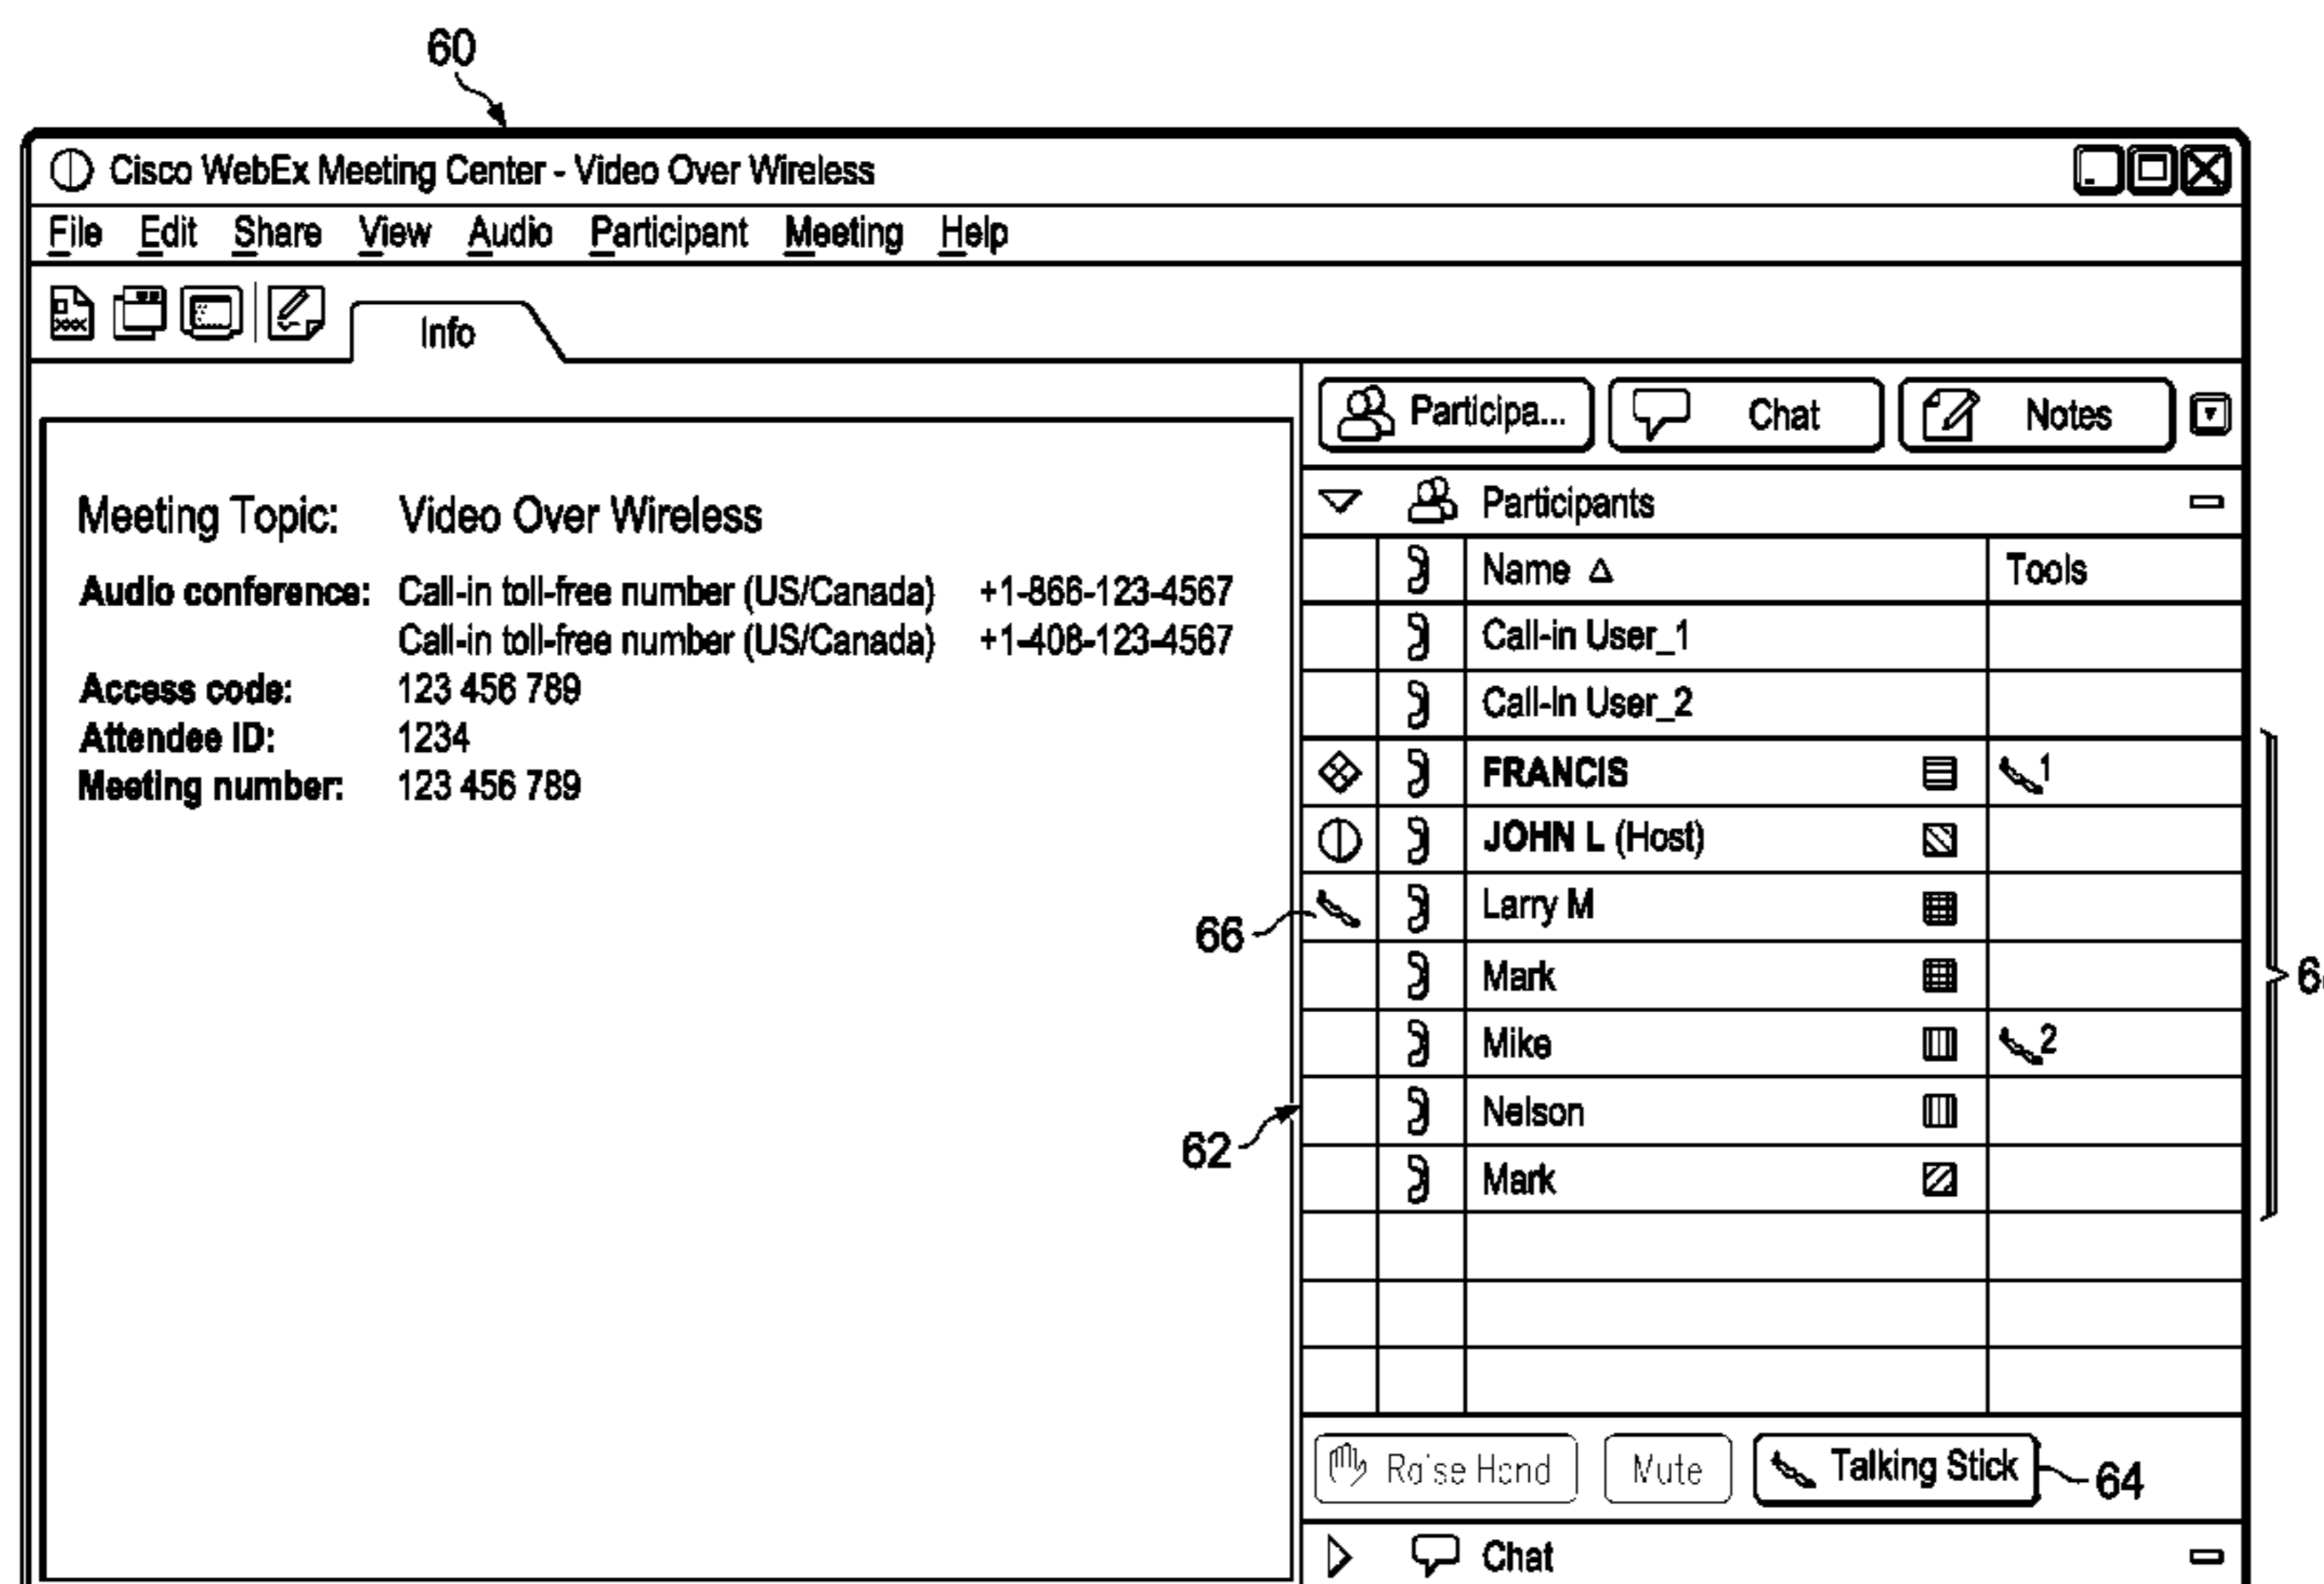 60
Cisco WebEx Meeting Center - Video Over Wireless
File Edit Share View Audio Participant Meeting Help
Info
Participa... Chat Notes
Meeting Topic: Video Over Wireless
Audio conference: Call-in toll-free number (US/Canada) +1-866-123-4567
Call-in toll-free number (US/Canada) +1-408-123-4567
Access code: 123 456 789
Attendee ID: 1234
Meeting number: 123 456 789
Participants
Name Tools
Call-in User_1
Call-in User_2
FRANCIS 1
JOHN L (Host)
Larry M
66
Mark
Mike 2
Nelson
62
Mark
Raise Hand Mute Talking Stick 64
Chat